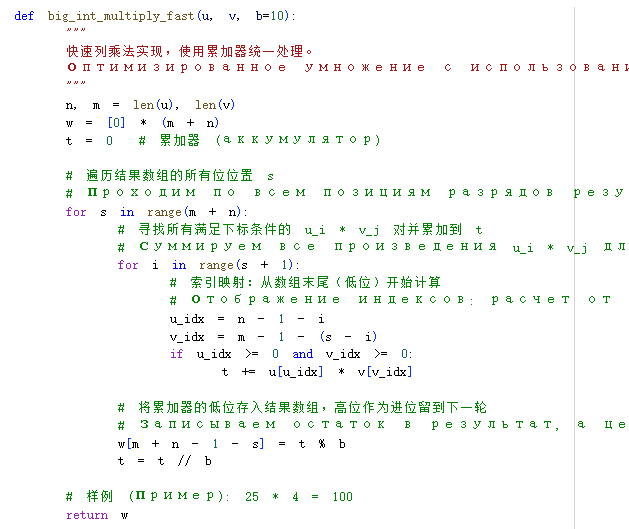 def big_int_multiply_fast(u, v, b=10):
"""
快速列乘法实现，使用累加器统一处理。
Оптимизированное умножение с использовани
"""
n, m = len(u), len(v)
w = [0] * (m + n)
t = 0 # 累加器 (аккумулятор)
# 遍历结果数组的所有位位置 s
# Проходим по всем позициям разрядов резу
for s in range(m + n):
# 寻找所有满足下标条件的 u_i * v_j 对并累加到 t
# Суммируем все произведения u_i * v_j дл
for i in range(s + 1):
# 索引映射：从数组末尾（低位）开始计算
# Отображение индексов: расчет от
u_idx = n - 1 - i
v_idx = m - 1 - (s - i)
if u_idx >= 0 and v_idx >= 0:
t += u[u_idx] * v[v_idx]
# 将累加器的低位存入结果数组，高位作为进位留到下一轮
# Записываем остаток в результат, а це
w[m + n - 1 - s] = t % b
t = t // b
# 样例 (Пример): 25 * 4 = 100
return w